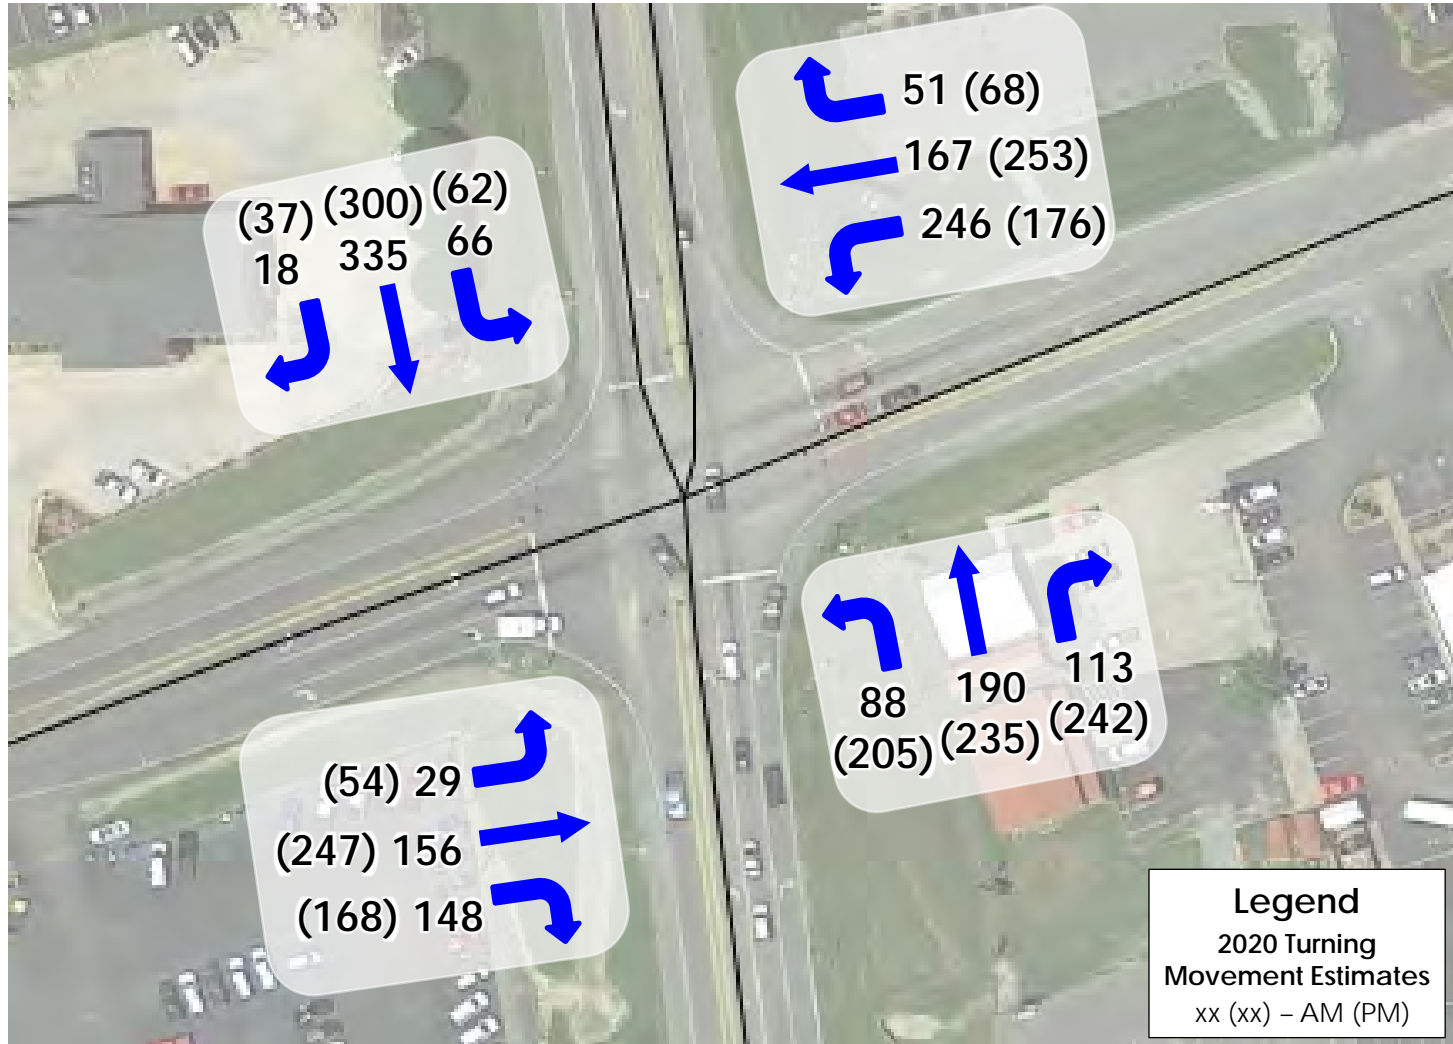 51 (68)
167 (253)
246 (176)
(37) (300) (62)
18 335 66
88 190 113
(205) (235) (242)
(54) 29
(247) 156
(168) 148
Legend
2020 Turning
Movement Estimates
xx (xx) – AM (PM)